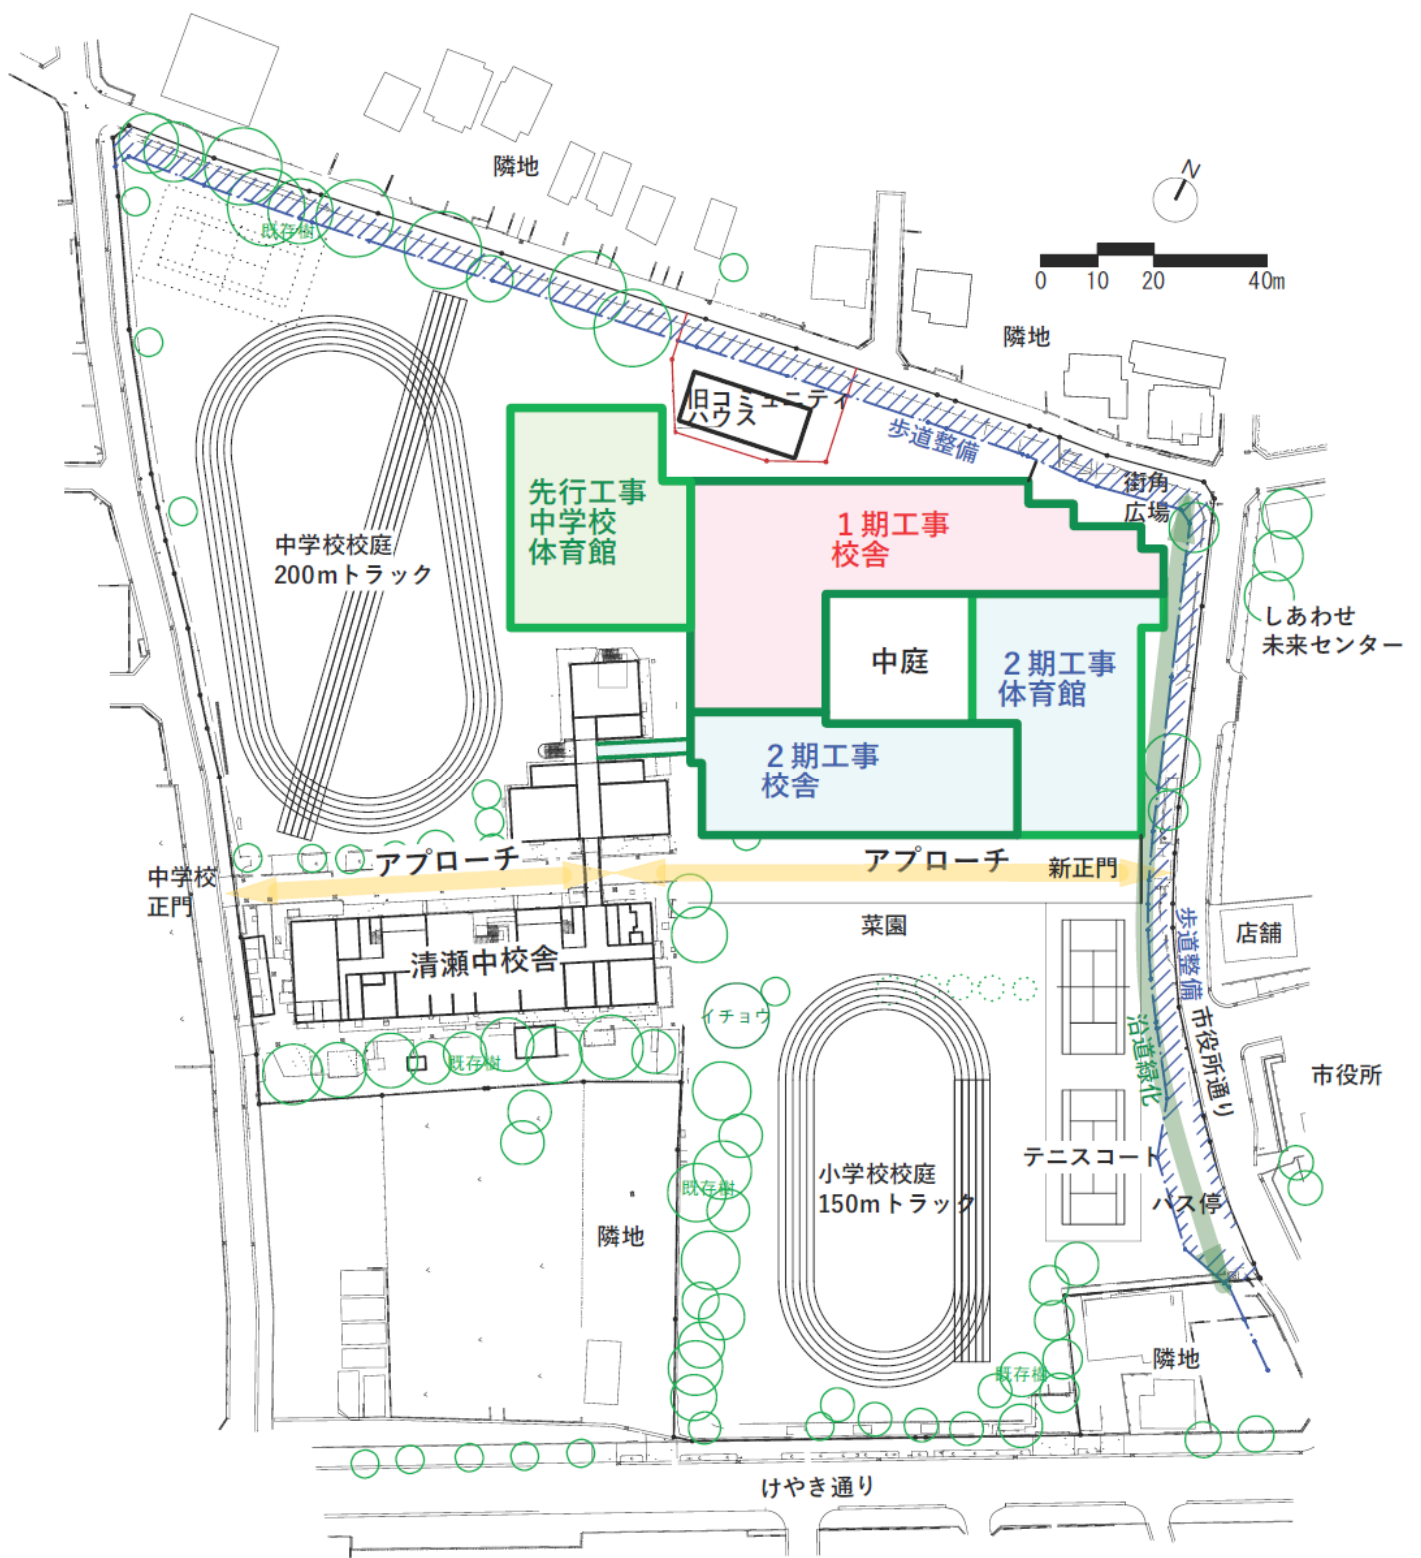 隣地
N
既存樹
0 10 20 40m
隣地
旧コミュニティ
ハウス
歩道整備
街角
広場
先行工事
中学校
体育館
1期工事
校舎
中学校校庭
200mトラック
しあわせ
未来センター
中庭
2期工事
体育館
2期工事
校舎
アプローチ
アプローチ
新正門
中学校
正門
菜園
歩道整備
店舗
清瀬中校舎
イチョウ
沿道緑化
市役所通り
市役所
既存樹
テニスコート
小学校校庭
150mトラック
既存樹
バス停
隣地
隣地
既存樹
けやき通り